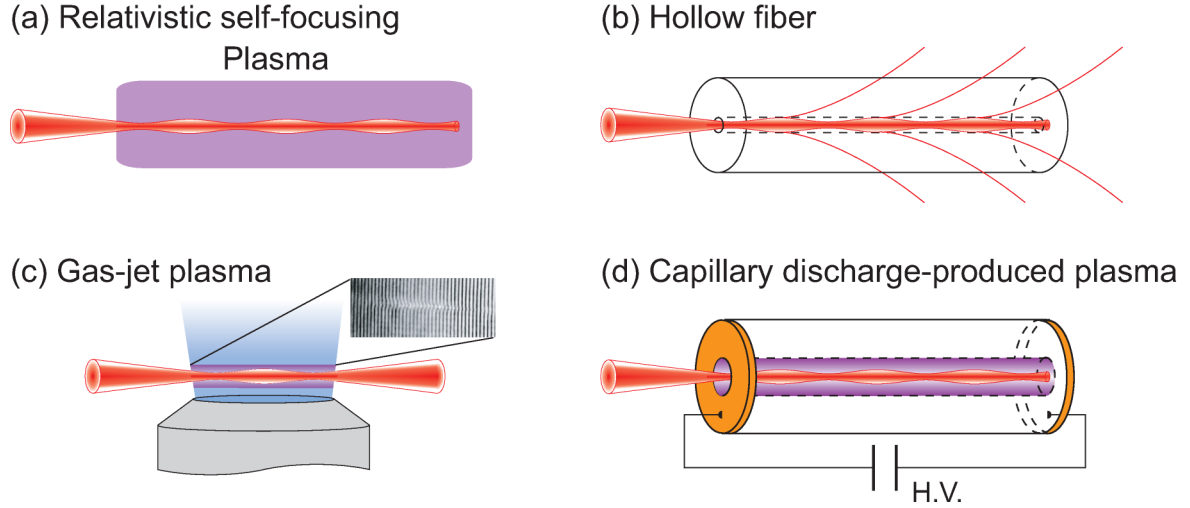 (a) Relativistic self-focusing
Plasma
(b) Hollow fiber
(c) Gas-jet plasma
(d) Capillary discharge-produced plasma
H.V.